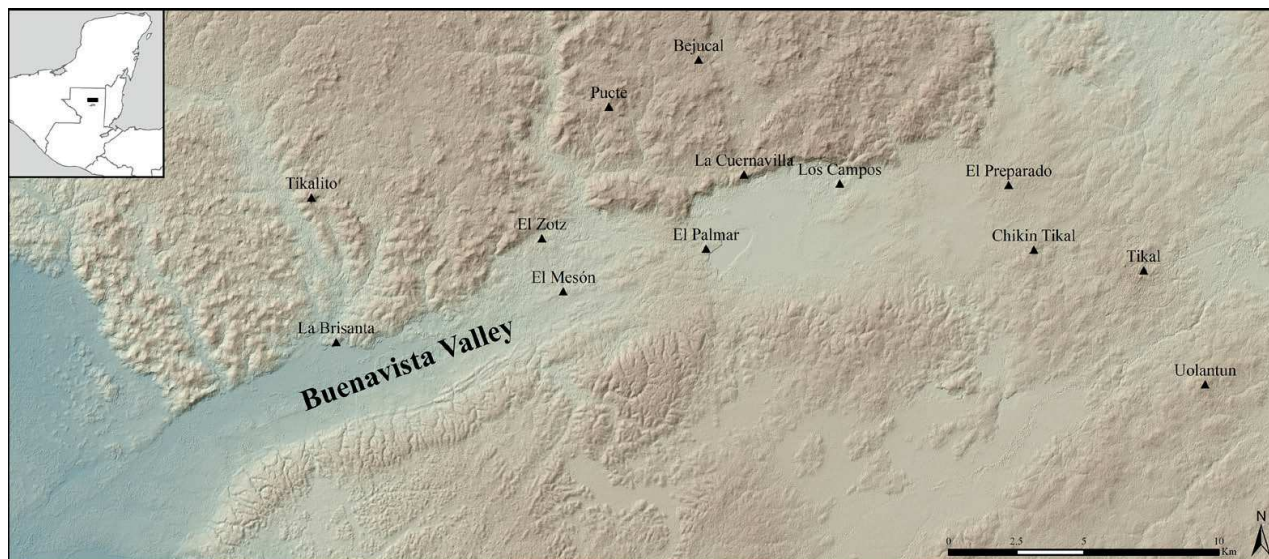 Bejucal
Pucte
La Cuernavilla
Los Campos
El Preparado
Tikalito
El Zotz
El Palmar
Chikin Tikal
Tikal
El Mesón
La Brisanta
Buenavista Valley
Uolantun
N
0 2,5 5 10
Km